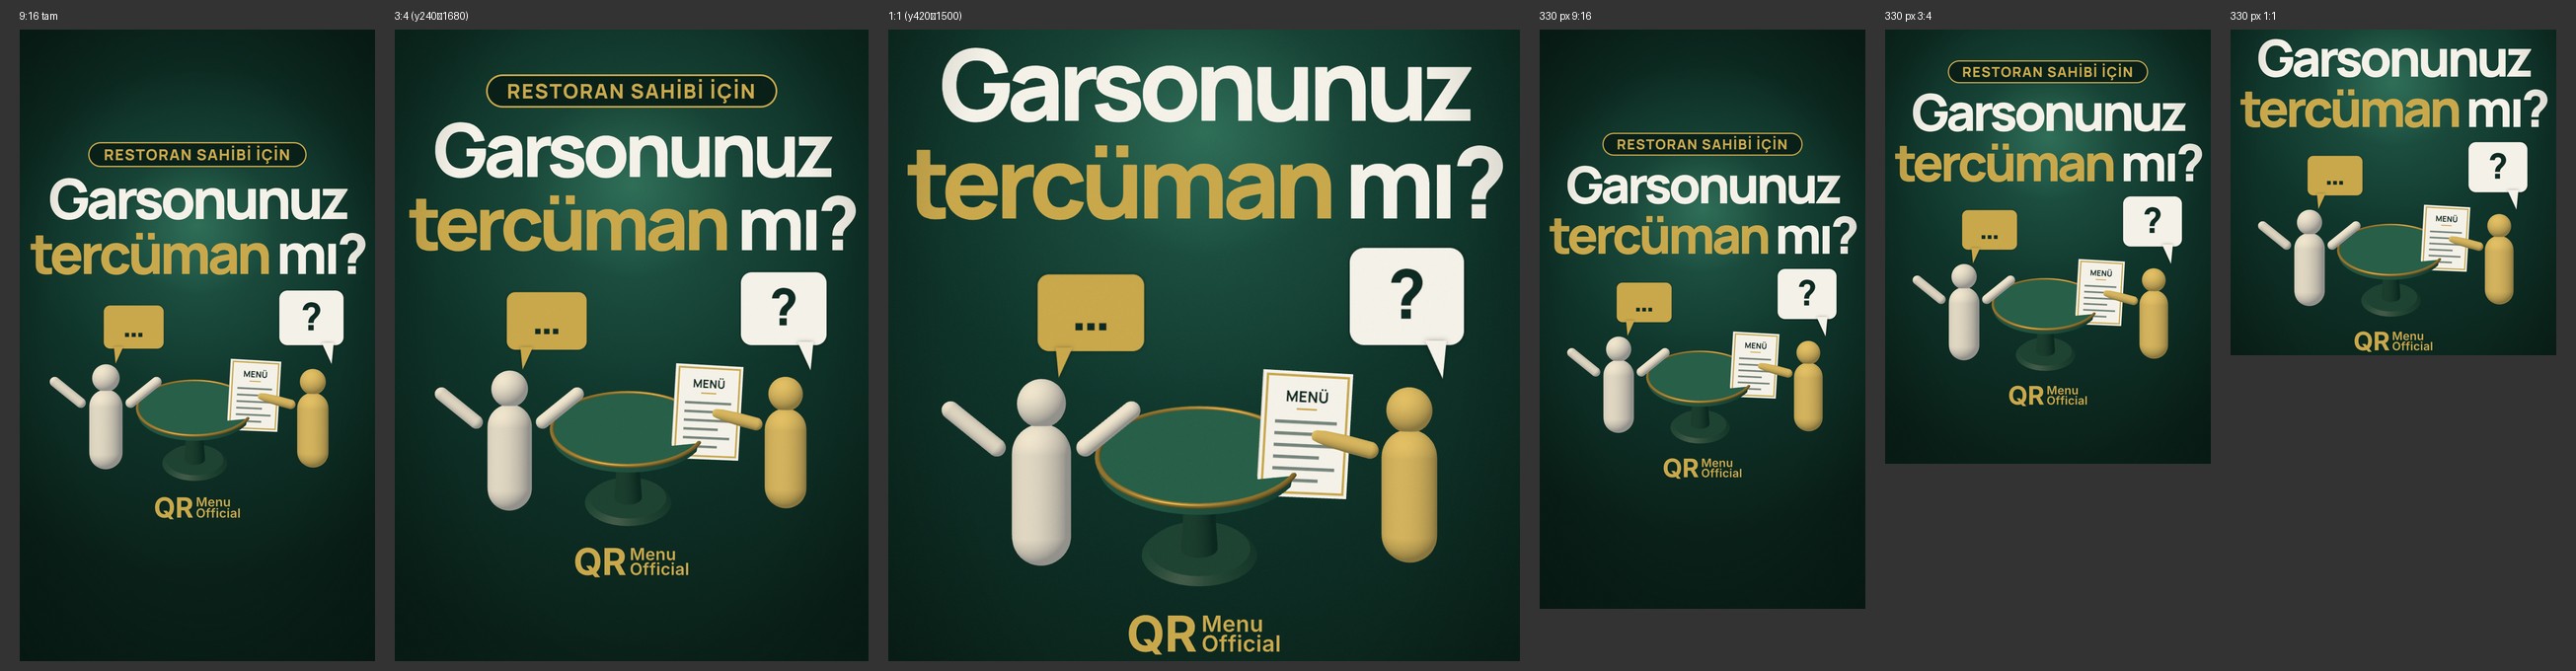 9:16 tam
RESTORAN SAHİBİ İÇİN
Garsonunuz
tercüman mı?
...
?
MENÜ
QR Menu
Official
3:4 (y240□1680)
RESTORAN SAHİBİ İÇİN
Garsonunuz
tercüman mı?
...
?
MENÜ
QR Menu
Official
1:1 (y420□1500)
Garsonunuz
tercüman mı?
...
?
MENÜ
QR Menu
Official
330 px 9:16
RESTORAN SAHİBİ İÇİN
Garsonunuz
tercüman mı?
...
?
MENÜ
QR Menu
Official
330 px 3:4
RESTORAN SAHİBİ İÇİN
Garsonunuz
tercüman mı?
...
?
MENÜ
QR Menu
Official
330 px 1:1
Garsonunuz
tercüman mı?
...
?
MENÜ
QR Menu
Official